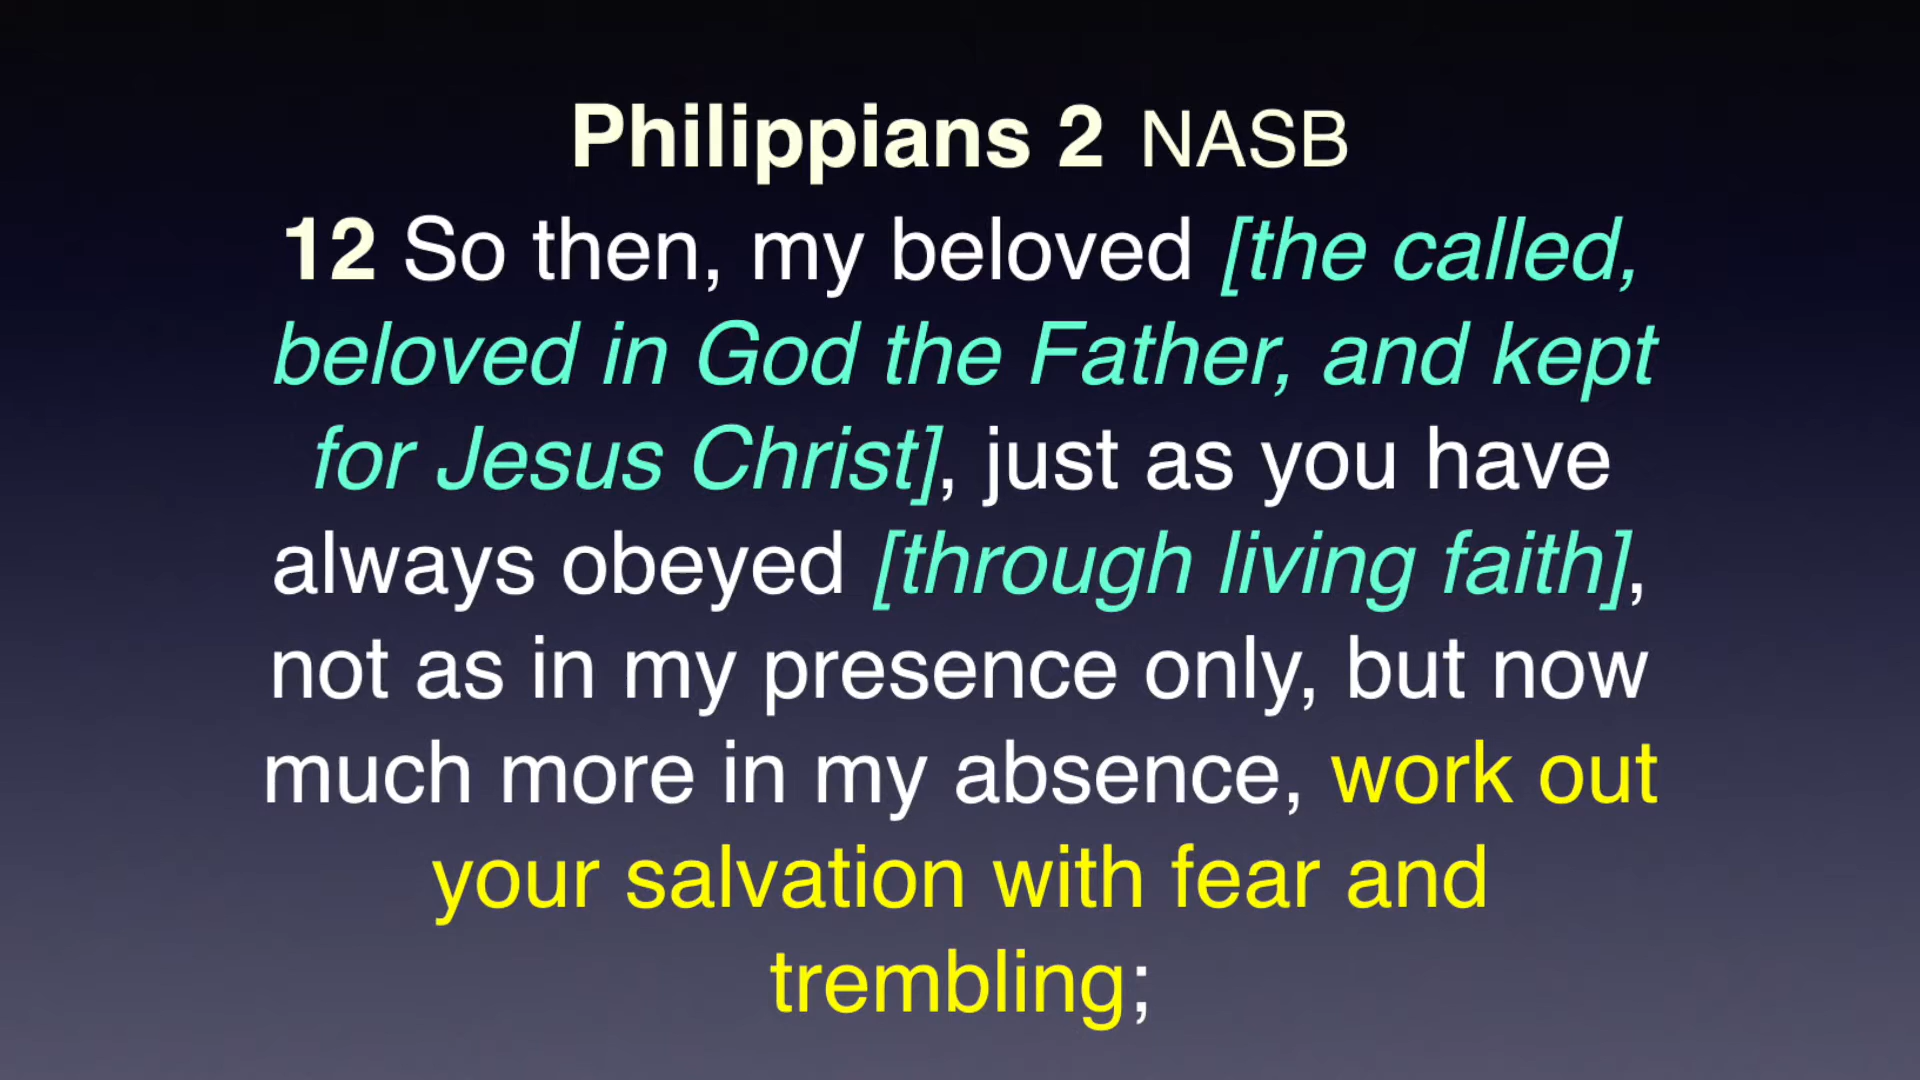 Philippians 2 NASB
12 So then, my beloved [the called,
beloved in God the Father, and kept
for Jesus Christ], just as you have
always obeyed [through living faith],
not as in my presence only, but now
much more in my absence, work out
your salvation with fear and
trembling;